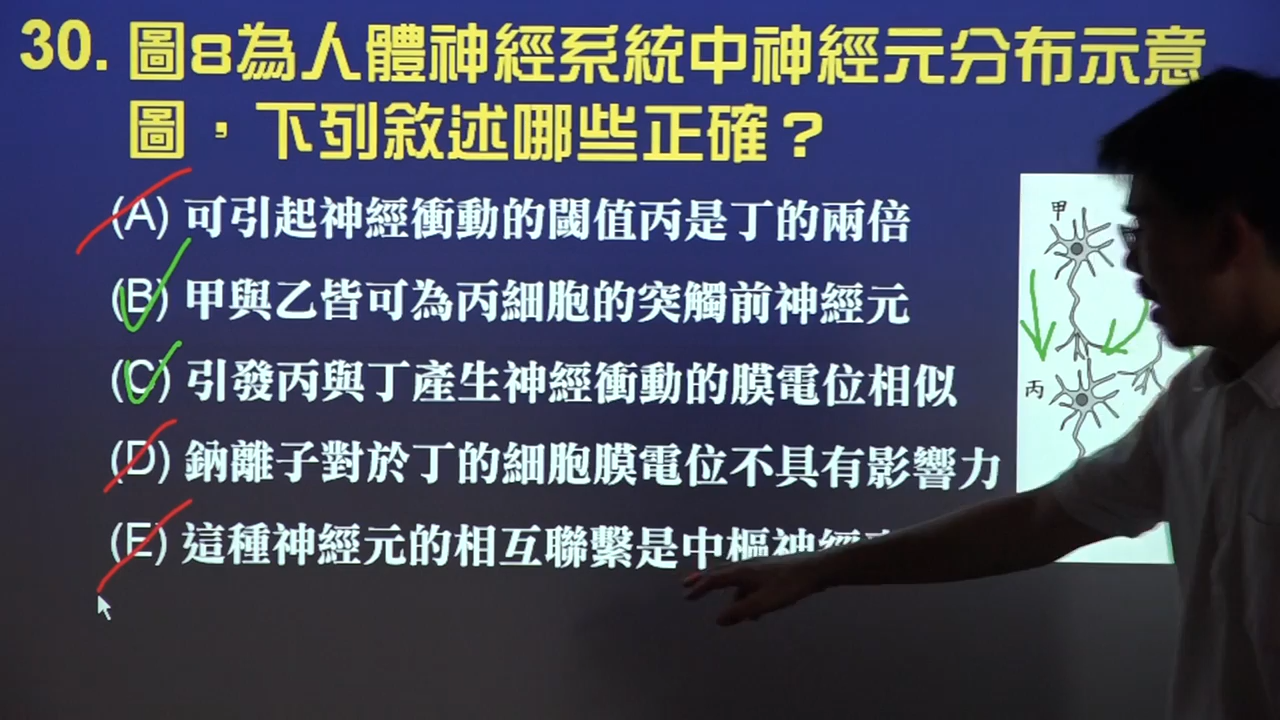 30. 圖8為人體神經系統中神經元分布示意
圖，下列敘述哪些正確？
(A) 可引起神經衝動的閾值丙是丁的兩倍
(B) 甲與乙皆可為丙細胞的突觸前神經元
(C) 引發丙與丁產生神經衝動的膜電位相似
(D) 鈉離子對於丁的細胞膜電位不具有影響力
(E) 這種神經元的相互聯繫是中樞神經
甲
丙